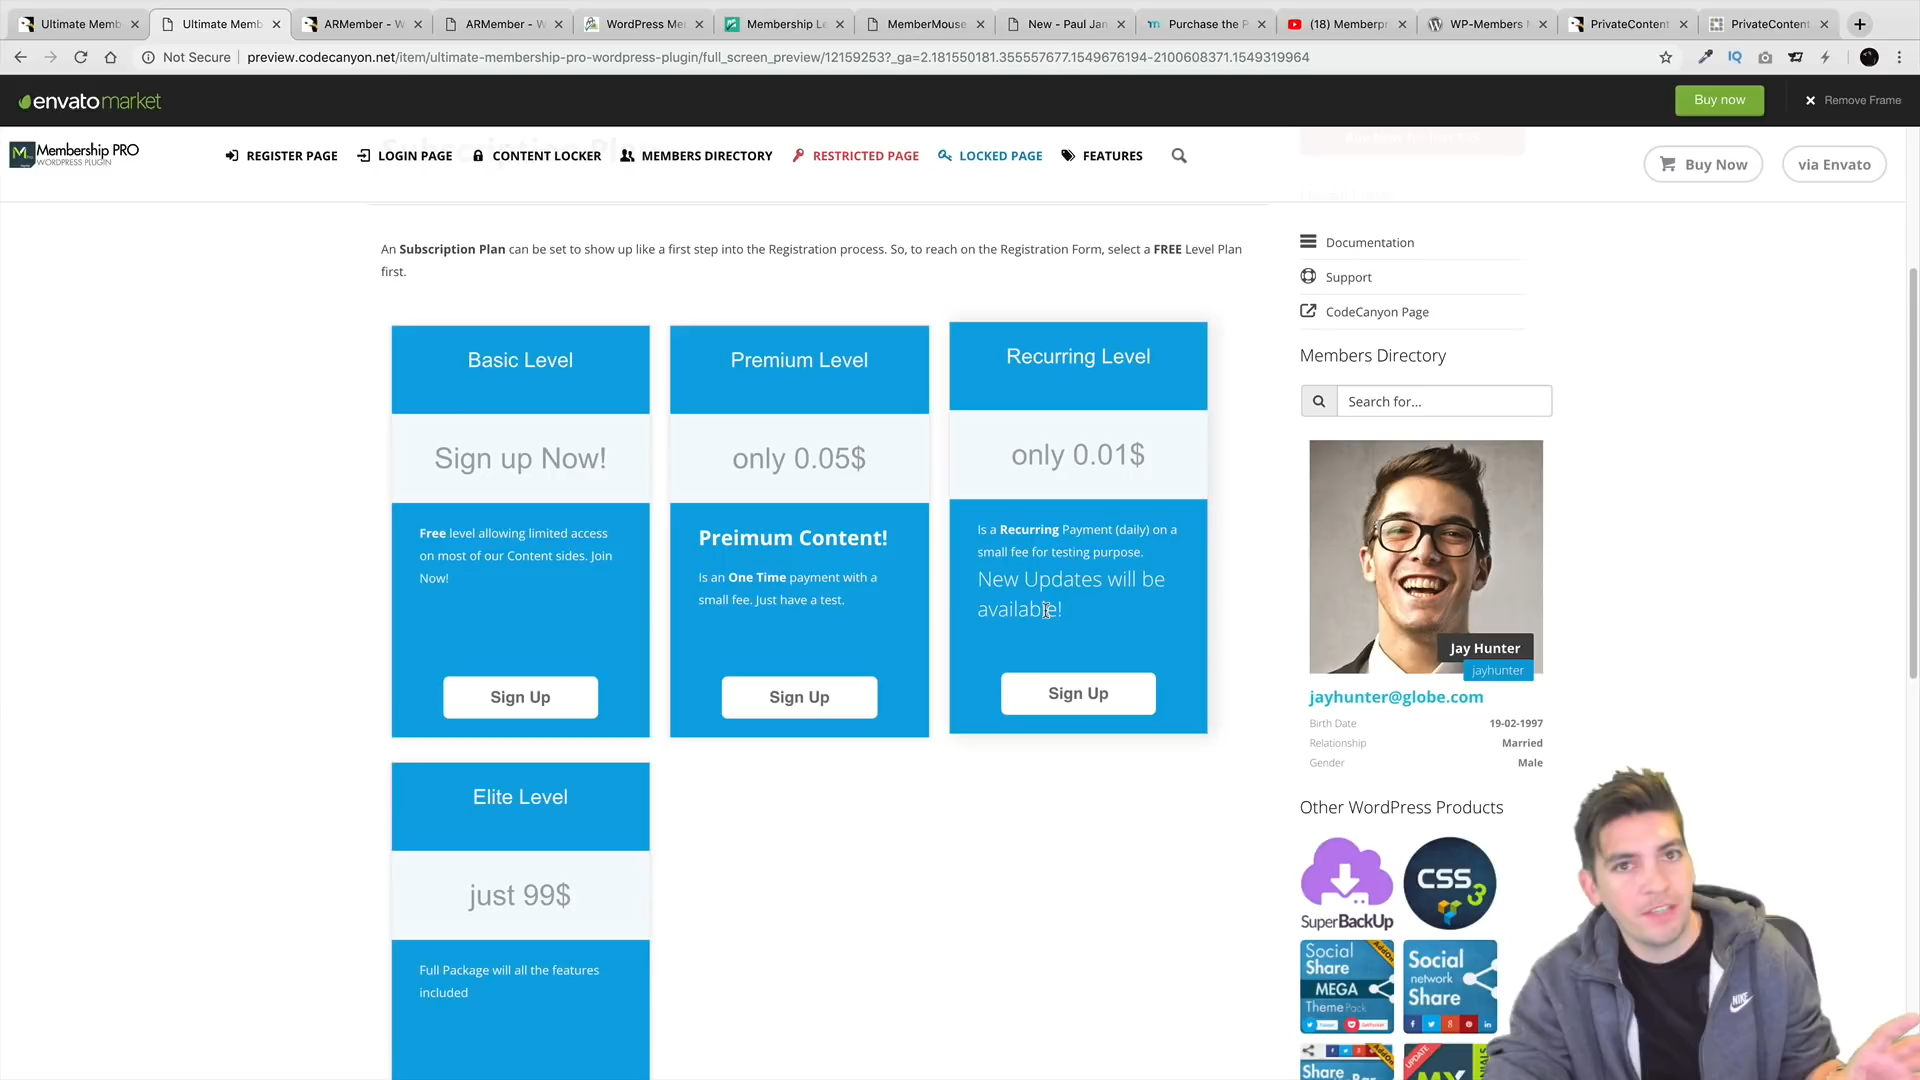 Ultimate Memb
Ultimate Memb
ARMember - W
ARMember - W
WordPress Me
Membership Le
MemberMouse
New - Paul Jan
Purchase the P
(18) Memberpr
WP-Members
PrivateContent
PrivateContent
Not Secure
preview.codecanyon.net/item/ultimate-membership-pro-wordpress-plugin/full_screen_preview/12159253?_ga=2.181550181.355557677.1549676194-2100608371.1549319964
IQ
envatomarket
Buy now
Remove Frame
Membership PRO
WORDPRESS PLUGIN
REGISTER PAGE
LOGIN PAGE
CONTENT LOCKER
MEMBERS DIRECTORY
RESTRICTED PAGE
LOCKED PAGE
FEATURES
Buy Now
via Envato
An Subscription Plan can be set to show up like a first step into the Registration process. So, to reach on the Registration Form, select a FREE Level Plan
first.
Basic Level
Sign up Now!
Free level allowing limited access
on most of our Content sides. Join
Now!
Sign Up
Premium Level
only 0.05$
Preimum Content!
Is an One Time payment with a
small fee. Just have a test.
Sign Up
Recurring Level
only 0.01$
Is a Recurring Payment (daily) on a
small fee for testing purpose.
New Updates will be
available!
Sign Up
Elite Level
just 99$
Full Package will all the features
included
Documentation
Support
CodeCanyon Page
Members Directory
Search for...
Jay Hunter
jayhunter
jayhunter@globe.com
Birth Date 19-02-1997
Relationship Married
Gender Male
Other WordPress Products
SuperBackUp
CSS3
Social
Share
MEGA
Theme Pack
AddOn
Social
network
Share
Share
UPDATE
NIKE